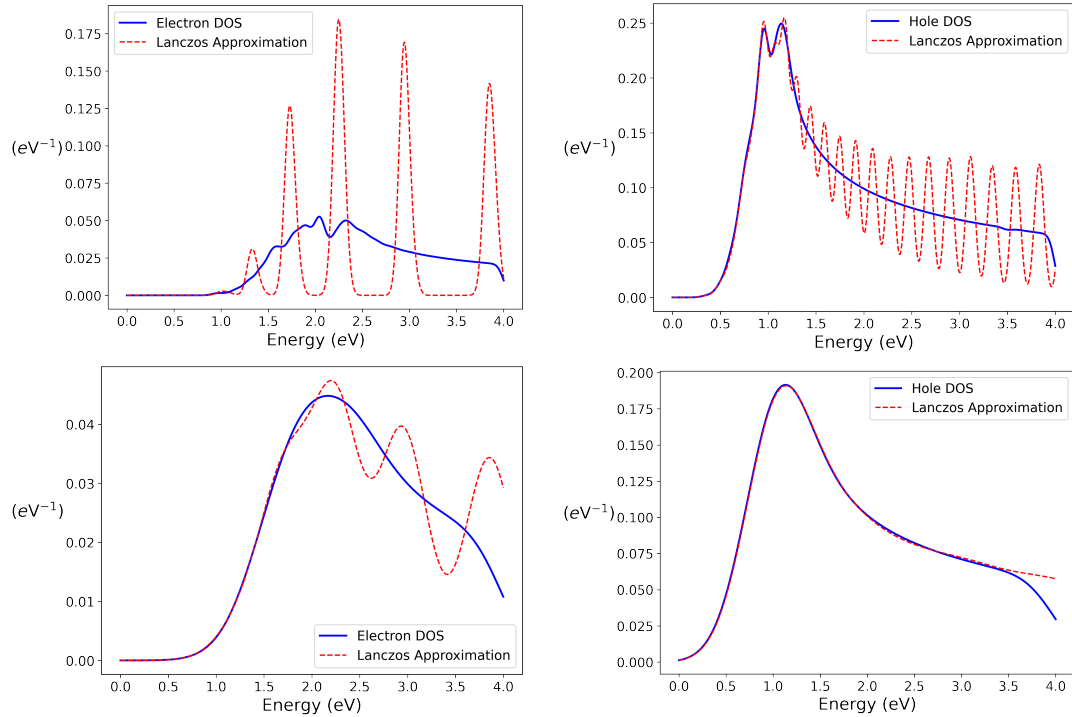 Electron DOS
Lanczos Approximation
0.175
0.150
0.125
(eV⁻¹)
0.100
0.075
0.050
0.025
0.000
0.0 0.5 1.0 1.5 2.0 2.5 3.0 3.5 4.0
Energy (eV)
Hole DOS
Lanczos Approximation
0.25
0.20
(eV⁻¹)
0.15
0.10
0.05
0.00
0.0 0.5 1.0 1.5 2.0 2.5 3.0 3.5 4.0
Energy (eV)
0.04
0.03
(eV⁻¹)
0.02
0.01
0.00
Electron DOS
Lanczos Approximation
0.0 0.5 1.0 1.5 2.0 2.5 3.0 3.5 4.0
Energy (eV)
0.200
Hole DOS
Lanczos Approximation
0.175
0.150
0.125
(eV⁻¹)
0.100
0.075
0.050
0.025
0.000
0.0 0.5 1.0 1.5 2.0 2.5 3.0 3.5 4.0
Energy (eV)